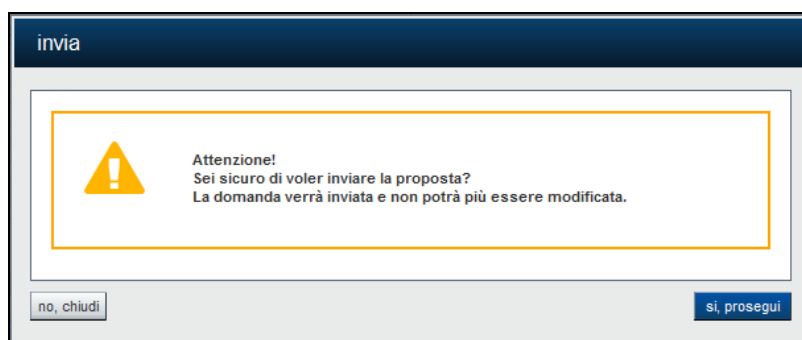 invia
Attenzione!
Sei sicuro di voler inviare la proposta?
La domanda verrà inviata e non potrà più essere modificata.
no, chiudi
si, prosegui